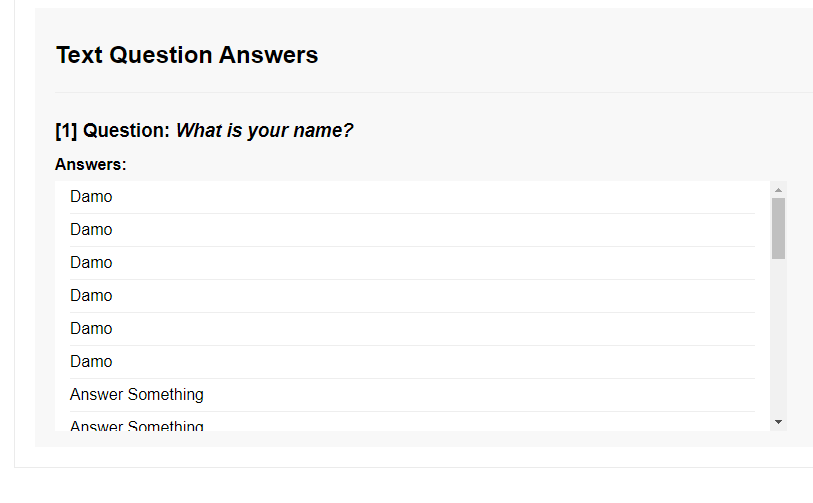 Text Question Answers
[1] Question: What is your name?
Answers:
Damo
Damo
Damo
Damo
Damo
Damo
Answer Something
Answer Something